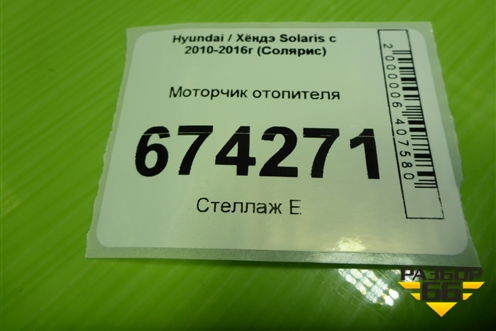 Hyundai / Хёндэ Solaris с
2010-2016г (Солярис)
Моторчик отопителя
674271
Стеллаж Е
2000006407580
РАЗБОР
66